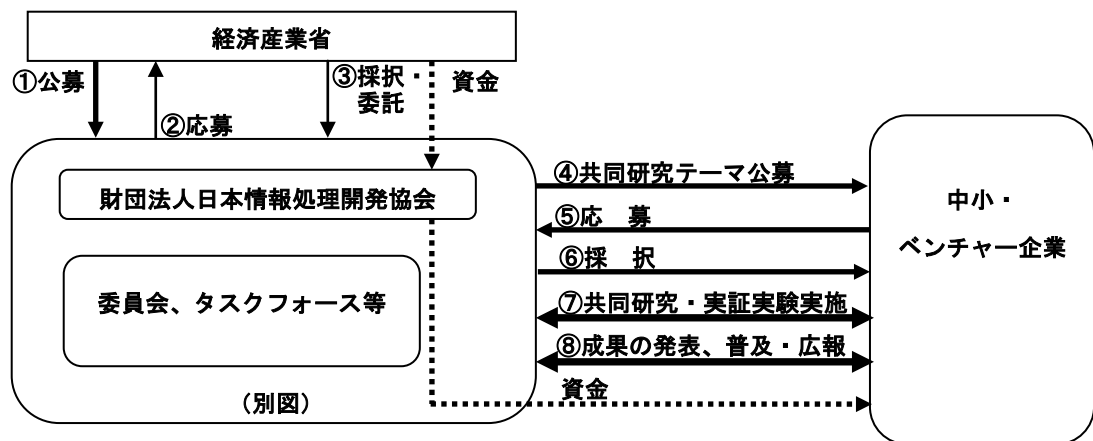 経済産業省
①公募
②応募
③採択・
委託
資金
財団法人日本情報処理開発協会
委員会、タスクフォース等
（別図）
④共同研究テーマ公募
⑤応　募
⑥採　択
⑦共同研究・実証実験実施
⑧成果の発表、普及・広報
資金
中小・
ベンチャー企業